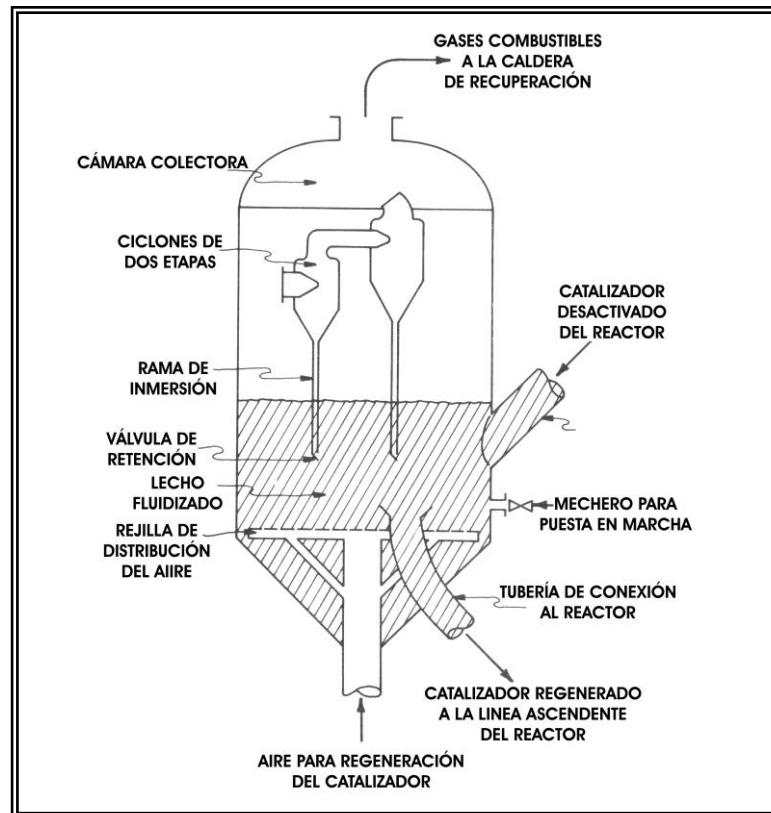 GASES COMBUSTIBLES
A LA CALDERA
DE RECUPERACIÓN
CÁMARA COLECTORA
CICLONES DE
DOS ETAPAS
CATALIZADOR
DESACTIVADO
DEL REACTOR
RAMA DE
INMERSIÓN
VÁLVULA DE
RETENCIÓN
LECHO
FLUIDIZADO
MECHERO PARA
PUESTA EN MARCHA
REJILLA DE
DISTRIBUCIÓN
DEL AIIRE
TUBERÍA DE CONEXIÓN
AL REACTOR
CATALIZADOR REGENERADO
A LA LINEA ASCENDENTE
DEL REACTOR
AIRE PARA REGENERACIÓN
DEL CATALIZADOR